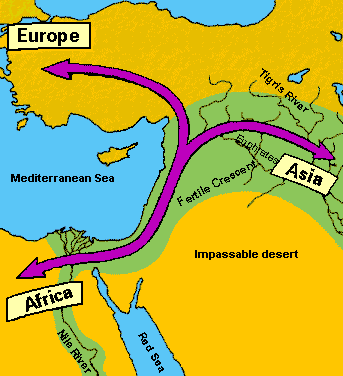 Europe
Tigris River
Euphrates
Asia
Mediterranean Sea
Fertile Crescent
Impassable desert
Africa
Nile River
Red Sea